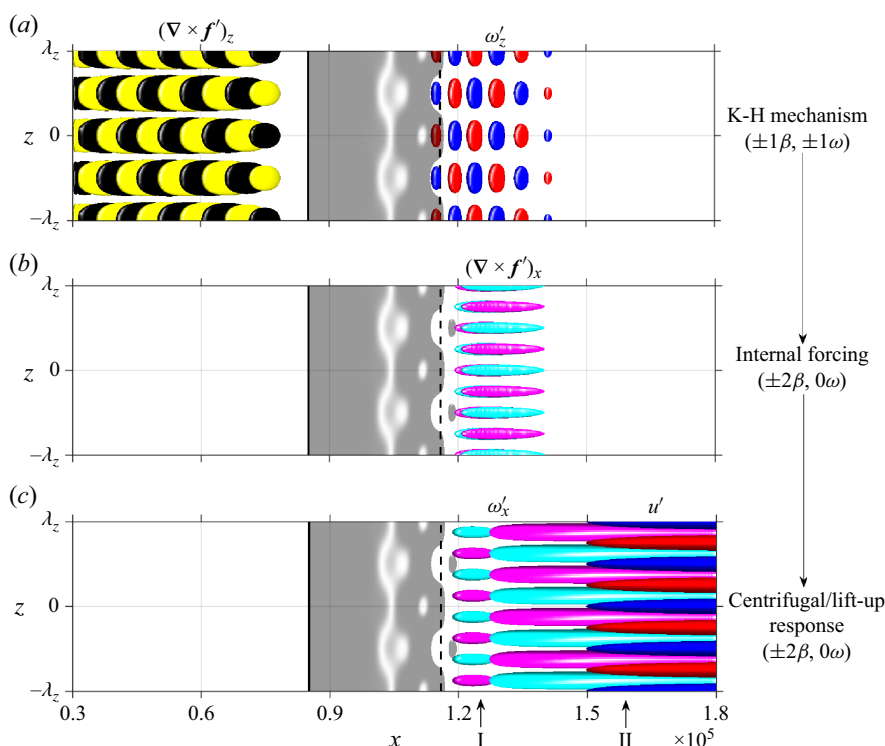 (a) (∇ × f′)z ω′z
λz
z 0
−λz
K-H mechanism
(±1β, ±1ω)
(b) (∇ × f′)x
λz
z 0
−λz
Internal forcing
(±2β, 0ω)
(c) ω′x u′
λz
z 0
−λz
Centrifugal/lift-up
response
(±2β, 0ω)
0.3 0.6 0.9 1.2 1.5 1.8
x I II ×10⁵